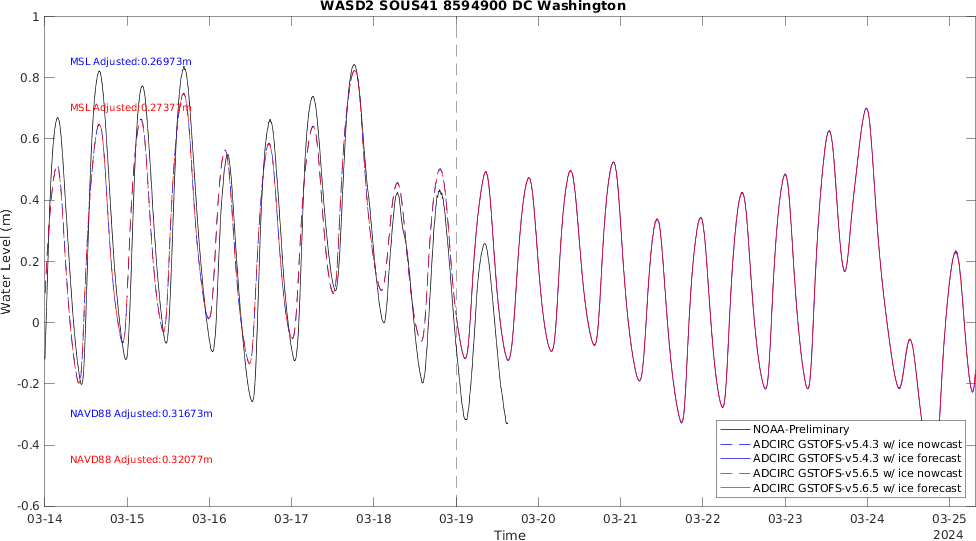 WASD2 SOUS41 8594900 DC Washington
1
0.8
0.6
0.4
0.2
0
-0.2
-0.4
-0.6
Water Level (m)
MSL Adjusted:0.26973m
MSL Adjusted:0.27377m
NAVD88 Adjusted:0.31673m
NAVD88 Adjusted:0.32077m
NOAA-Preliminary
ADCIRC GSTOFS-v5.4.3 w/ ice nowcast
ADCIRC GSTOFS-v5.4.3 w/ ice forecast
ADCIRC GSTOFS-v5.6.5 w/ ice nowcast
ADCIRC GSTOFS-v5.6.5 w/ ice forecast
03-14 03-15 03-16 03-17 03-18 03-19 03-20 03-21 03-22 03-23 03-24 03-25
Time
2024